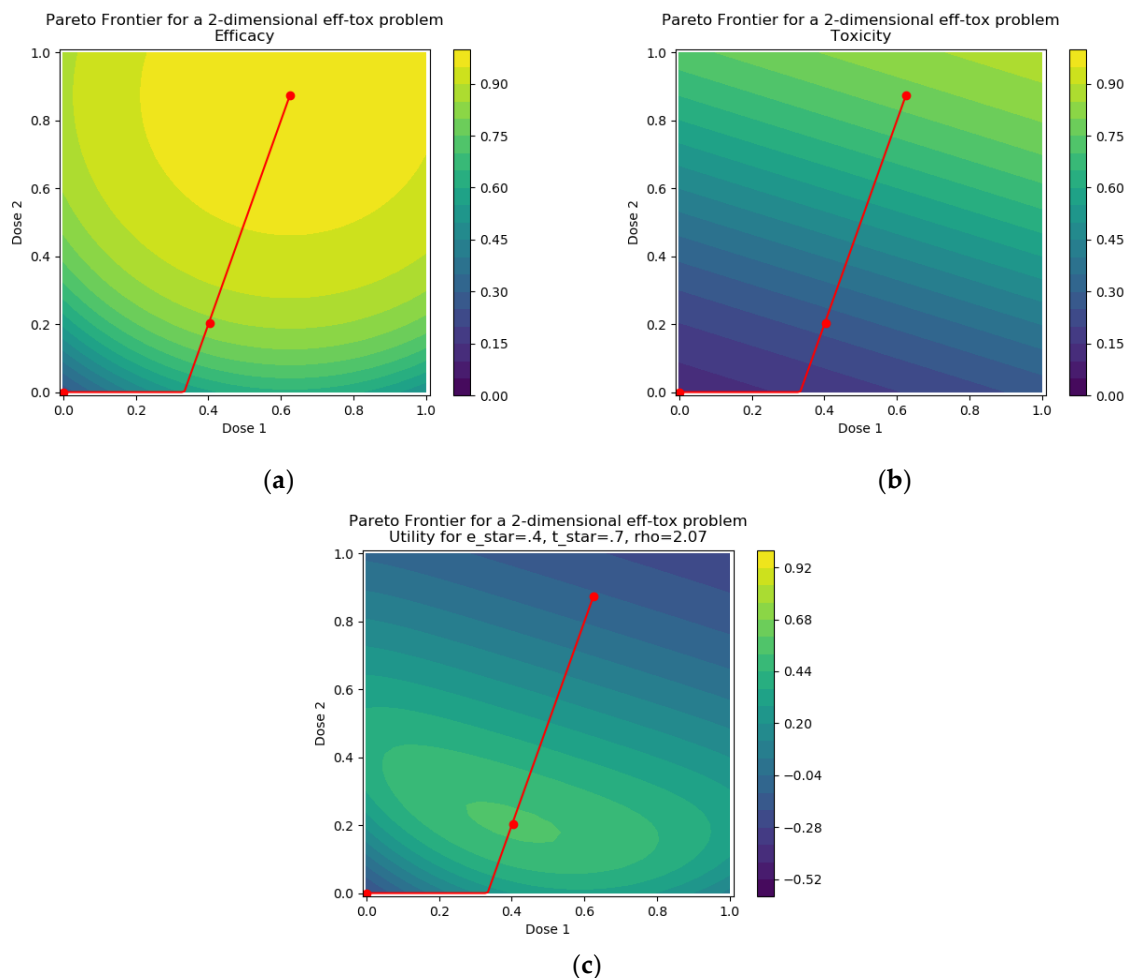 Pareto Frontier for a 2-dimensional eff-tox problem
Efficacy
1.0
0.8
0.6
0.4
0.2
0.0
Dose 2
0.0 0.2 0.4 0.6 0.8 1.0
Dose 1
0.90
0.75
0.60
0.45
0.30
0.15
0.00
(a)
Pareto Frontier for a 2-dimensional eff-tox problem
Toxicity
1.0
0.8
0.6
0.4
0.2
0.0
Dose 2
0.0 0.2 0.4 0.6 0.8 1.0
Dose 1
0.90
0.75
0.60
0.45
0.30
0.15
0.00
(b)
Pareto Frontier for a 2-dimensional eff-tox problem
Utility for e_star=.4, t_star=.7, rho=2.07
1.0
0.8
0.6
0.4
0.2
0.0
Dose 2
0.0 0.2 0.4 0.6 0.8 1.0
Dose 1
0.92
0.68
0.44
0.20
−0.04
−0.28
−0.52
(c)